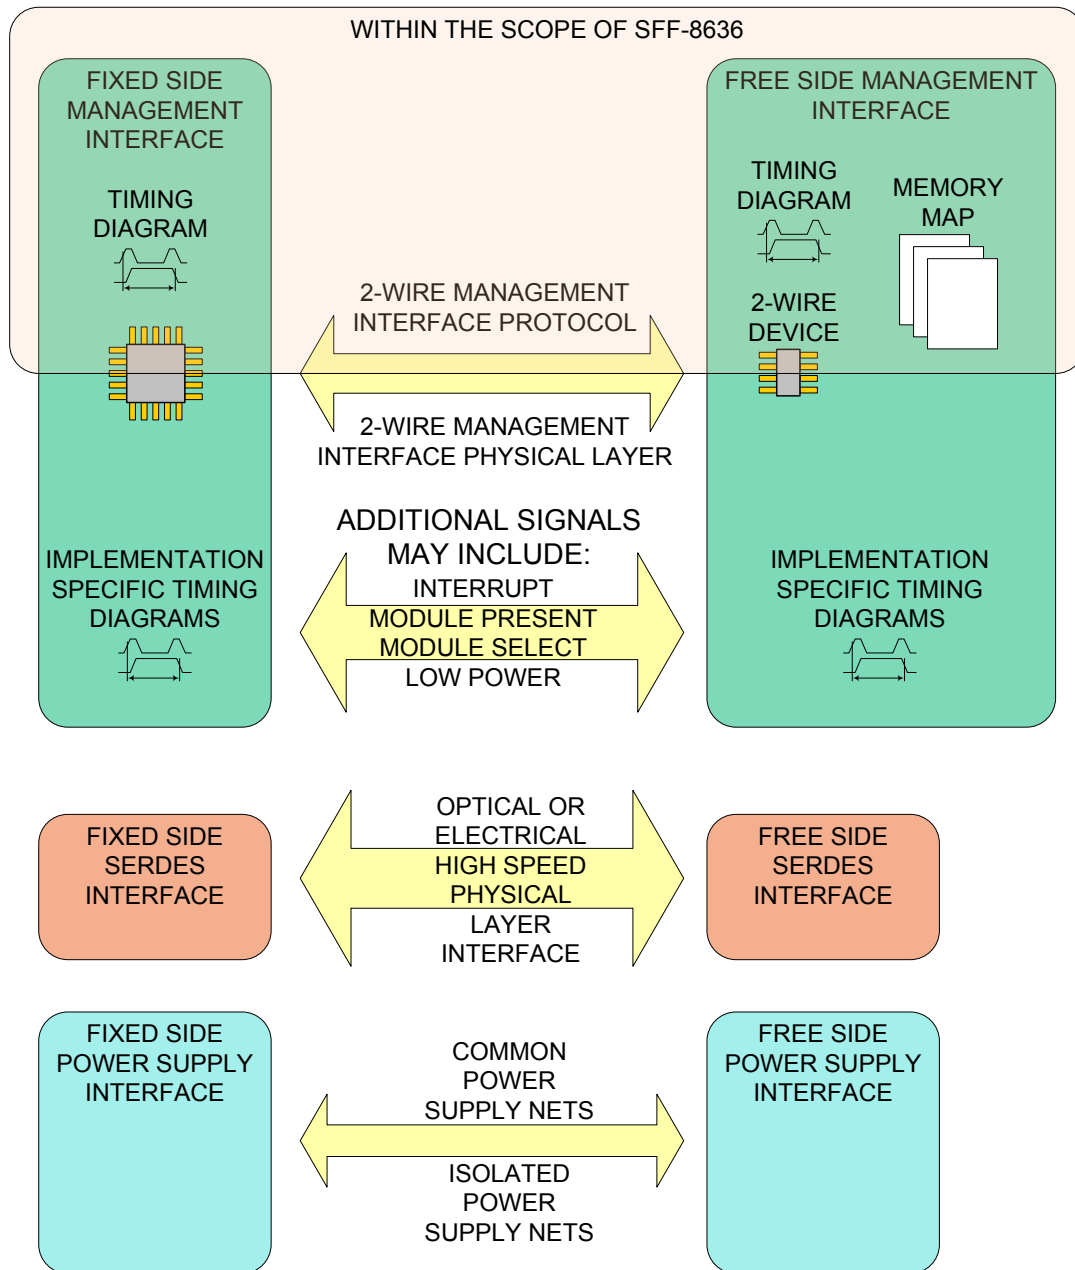 WITHIN THE SCOPE OF SFF-8636
FIXED SIDE
MANAGEMENT
INTERFACE
TIMING
DIAGRAM
FREE SIDE MANAGEMENT
INTERFACE
TIMING
DIAGRAM
MEMORY
MAP
2-WIRE
DEVICE
2-WIRE MANAGEMENT
INTERFACE PROTOCOL
2-WIRE MANAGEMENT
INTERFACE PHYSICAL LAYER
ADDITIONAL SIGNALS
MAY INCLUDE:
INTERRUPT
MODULE PRESENT
MODULE SELECT
LOW POWER
IMPLEMENTATION
SPECIFIC TIMING
DIAGRAMS
IMPLEMENTATION
SPECIFIC TIMING
DIAGRAMS
FIXED SIDE
SERDES
INTERFACE
OPTICAL OR
ELECTRICAL
HIGH SPEED
PHYSICAL
LAYER
INTERFACE
FREE SIDE
SERDES
INTERFACE
FIXED SIDE
POWER SUPPLY
INTERFACE
COMMON
POWER
SUPPLY NETS
ISOLATED
POWER
SUPPLY NETS
FREE SIDE
POWER SUPPLY
INTERFACE